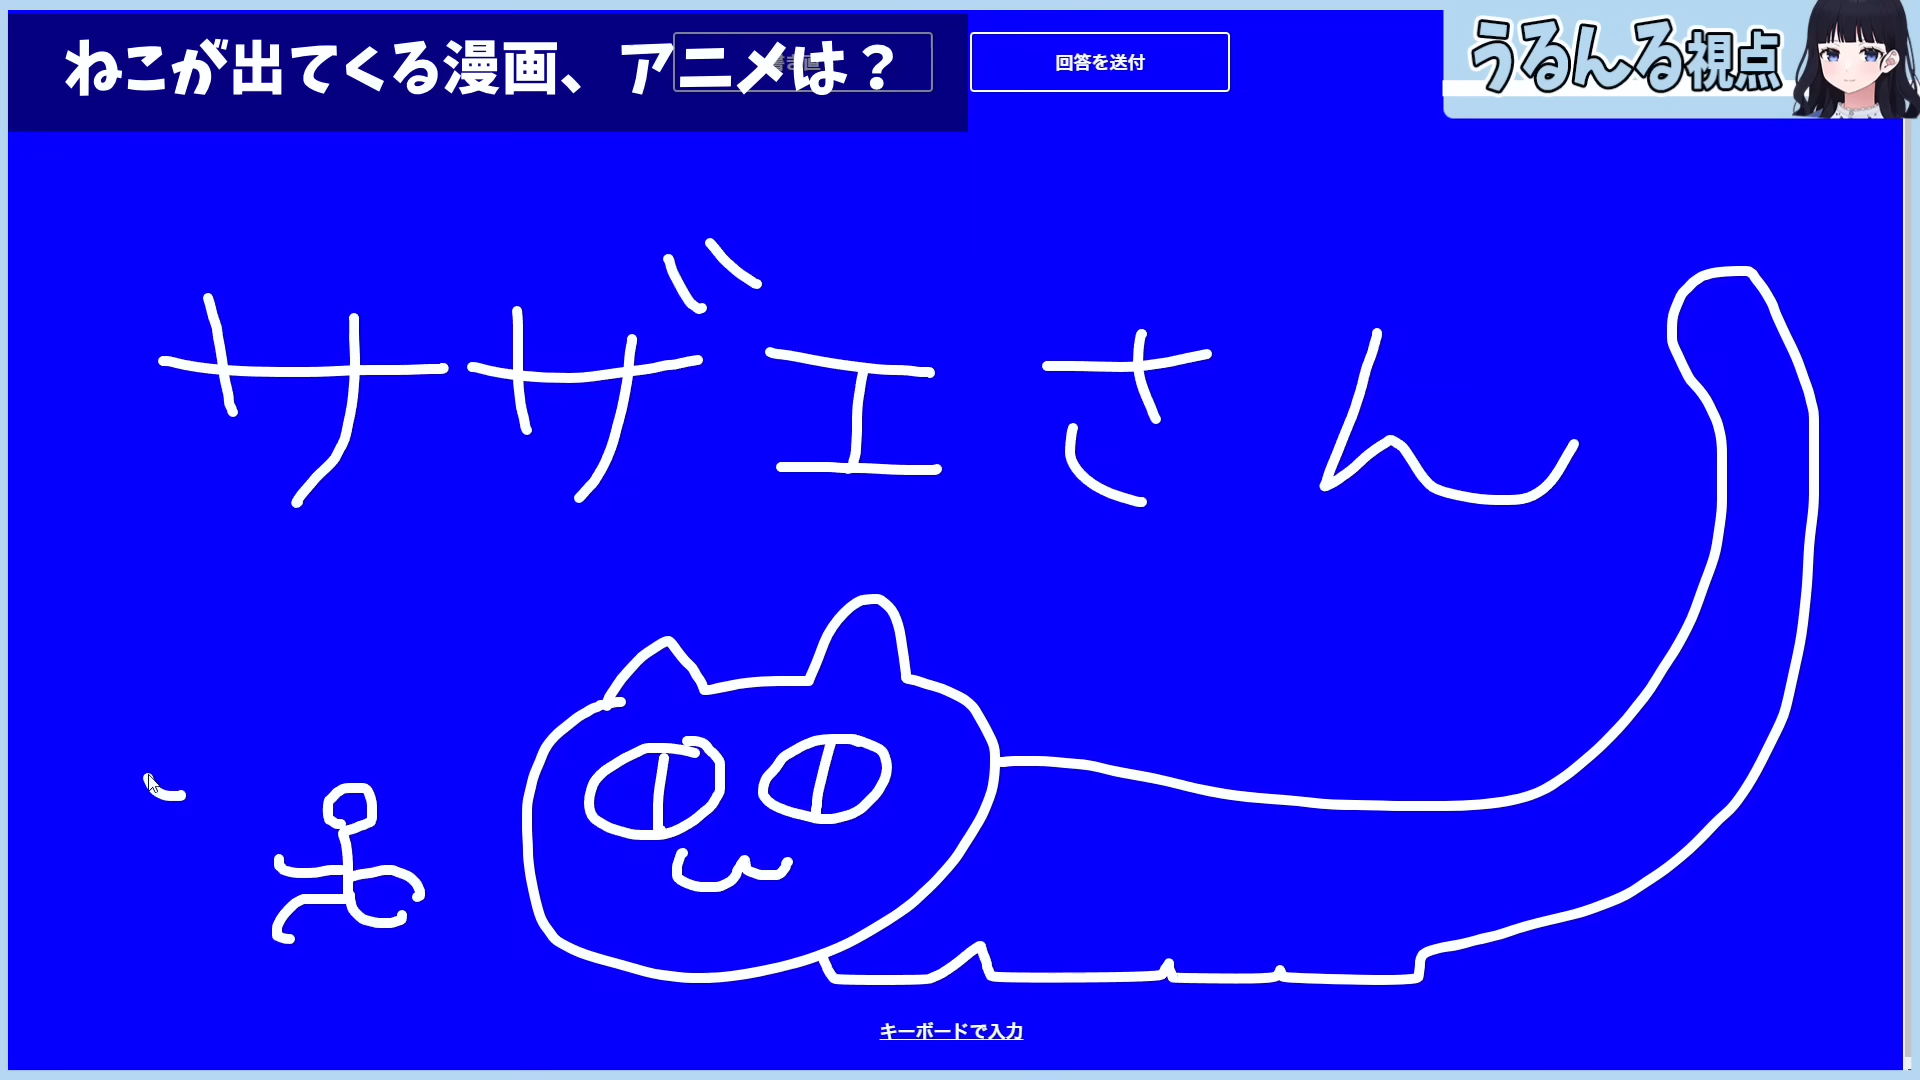 ねこが出てくる漫画、アニメは？
回答を送付
うるんる視点
サザエさん
キーボードで入力